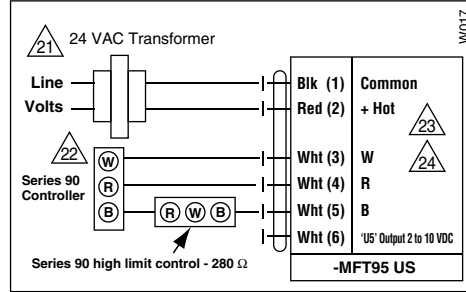 W017
21
24 VAC Transformer
Line
Volts
Blk (1) Common
Red (2) + Hot
23
22
24
Wht (3) W
Wht (4) R
Wht (5) B
Wht (6) 'U5' Output 2 to 10 VDC
W
R
B
Series 90
Controller
R W B
Series 90 high limit control - 280 Ω
-MFT95 US